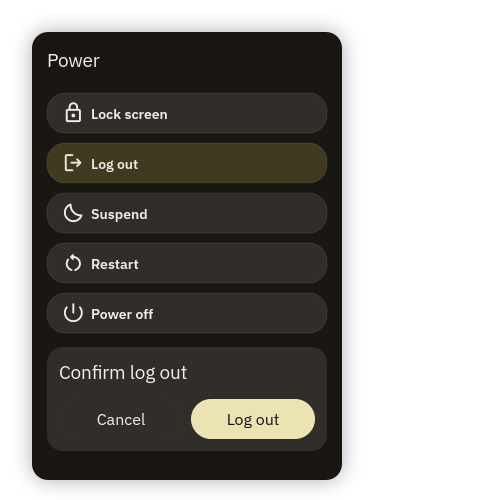 Power
Lock screen
Log out
Suspend
Restart
Power off
Confirm log out
Cancel
Log out